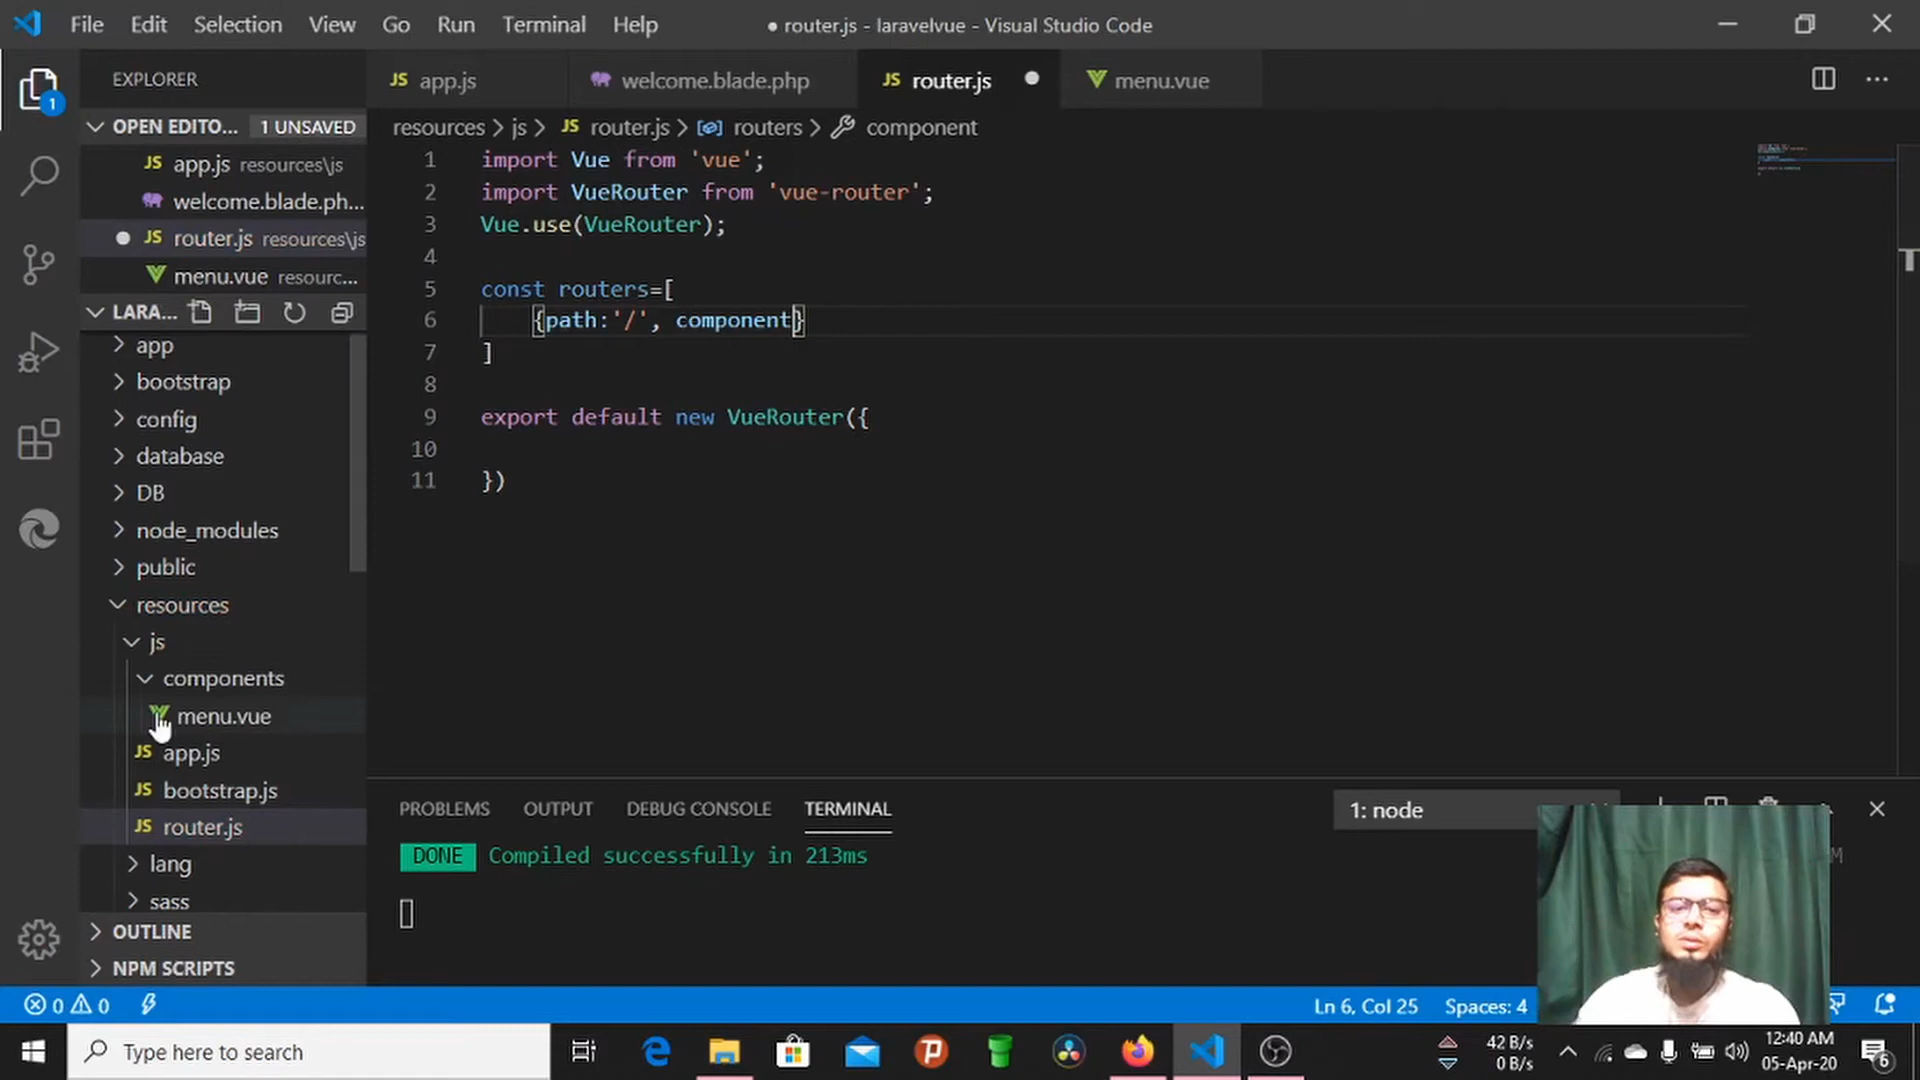 File Edit Selection View Go Run Terminal Help
● router.js - laravelvue - Visual Studio Code
EXPLORER
JS app.js
welcome.blade.php
JS router.js
menu.vue
OPEN EDITO... 1 UNSAVED
JS app.js resources\js
welcome.blade.ph...
JS router.js resources\js
menu.vue resourc...
LARA...
app
bootstrap
config
database
DB
node_modules
public
resources
js
components
menu.vue
JS app.js
JS bootstrap.js
JS router.js
lang
sass
OUTLINE
NPM SCRIPTS
resources > js > JS router.js > routers > component
1 import Vue from 'vue';
2 import VueRouter from 'vue-router';
3 Vue.use(VueRouter);
4
5 const routers=[
6 {path:'/', component}
7 ]
8
9 export default new VueRouter({
10
11 })
PROBLEMS OUTPUT DEBUG CONSOLE TERMINAL
1: node
DONE Compiled successfully in 213ms
M
1
0 0
Ln 6, Col 25 Spaces: 4
Type here to search
42 B/s
0 B/s
12:40 AM
05-Apr-20
6